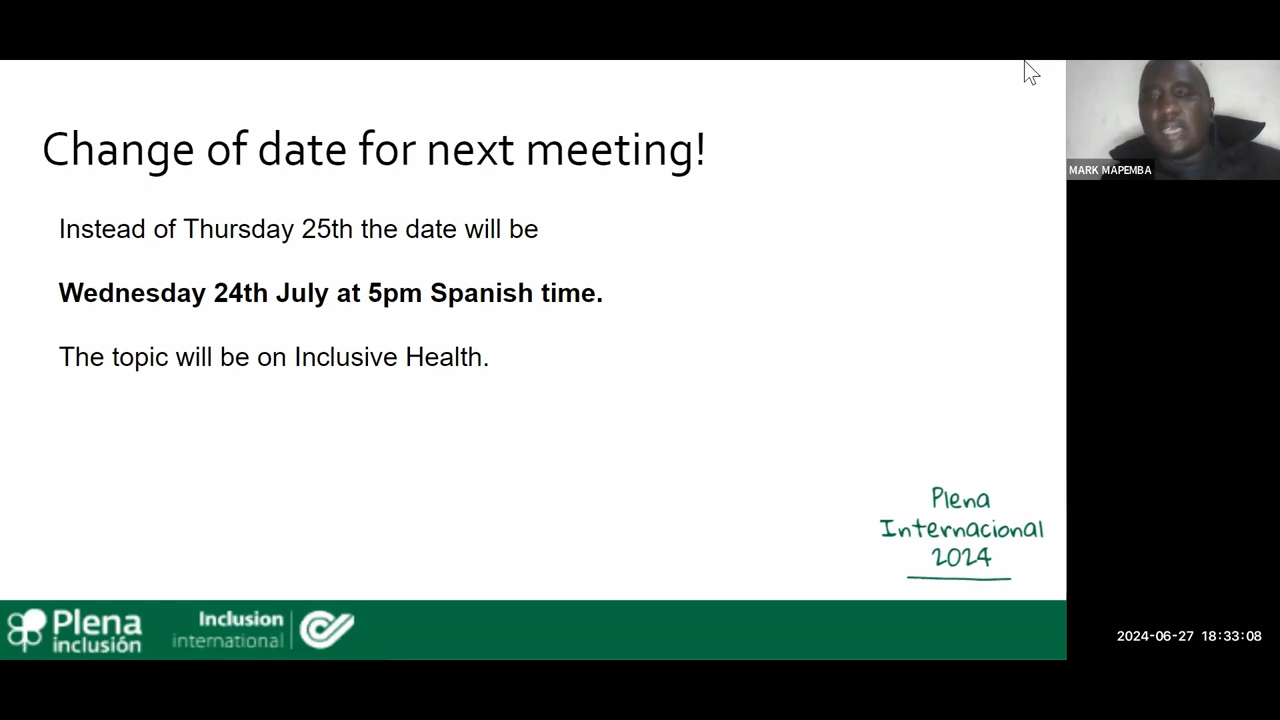 Change of date for next meeting!
MARK MAPEMBA
Instead of Thursday 25th the date will be
Wednesday 24th July at 5pm Spanish time.
The topic will be on Inclusive Health.
Plena
Internacional
2024
Plena
inclusión
Inclusion
international
2024-06-27 18:33:08